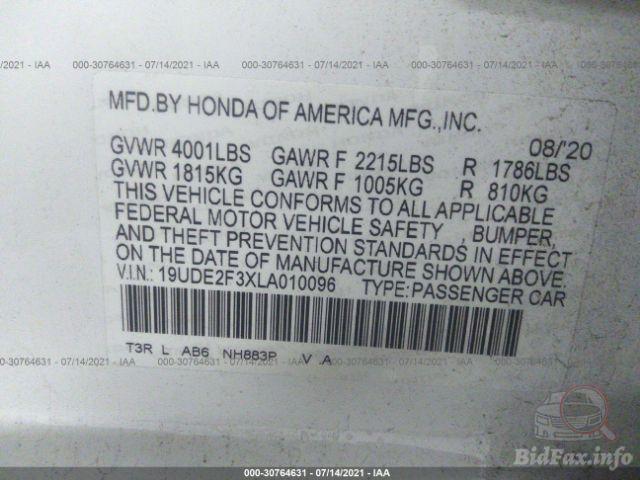 000-30764631 - 07/14/2021 - IAA 000-30764631 - 07/14/2021 - IAA 000-30764631 - 07/14/2021 - IAA
MFD.BY HONDA OF AMERICA MFG.,INC. 08/'20
GVWR 4001LBS GAWR F 2215LBS R 1786LBS
GVWR 1815KG GAWR F 1005KG R 810KG
THIS VEHICLE CONFORMS TO ALL APPLICABLE
FEDERAL MOTOR VEHICLE SAFETY , BUMPER,
AND THEFT PREVENTION STANDARDS IN EFFECT
ON THE DATE OF MANUFACTURE SHOWN ABOVE.
V.I.N.: 19UDE2F3XLA010096 TYPE:PASSENGER CAR
T3R L AB6 NH883P V .A
000-30764631 - 07/14/2021 - IAA 000-30764631 - 07/14/2021 - IAA 000-30764631 - 07/14/2021 - IAA
BidFax.info
000-30764631 - 07/14/2021 - IAA